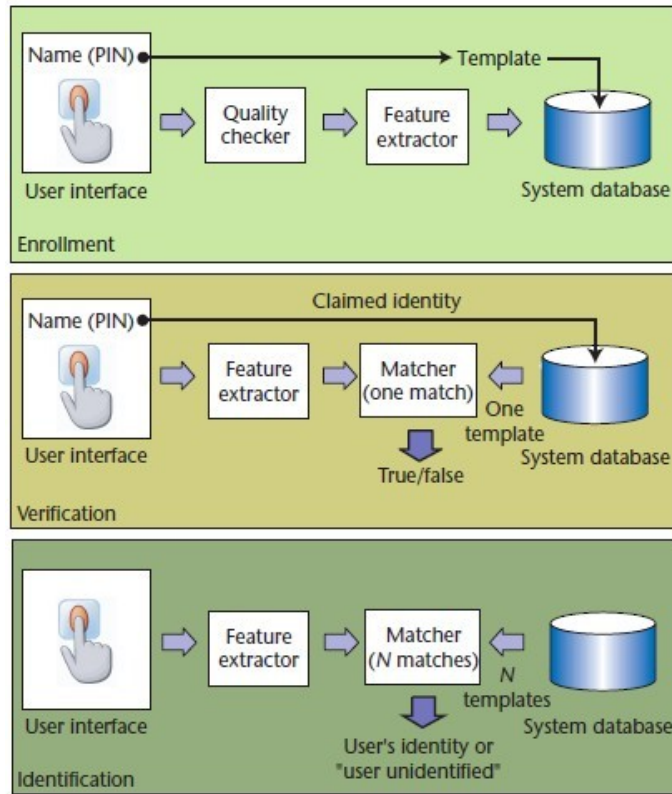 Name (PIN)
Template
Quality
checker
Feature
extractor
User interface
System database
Enrollment
Claimed identity
Name (PIN)
Feature
extractor
Matcher
(one match)
One
template
User interface
System database
True/false
Verification
Feature
extractor
Matcher
(N matches)
N
templates
User interface
System database
User's identity or
"user unidentified"
Identification